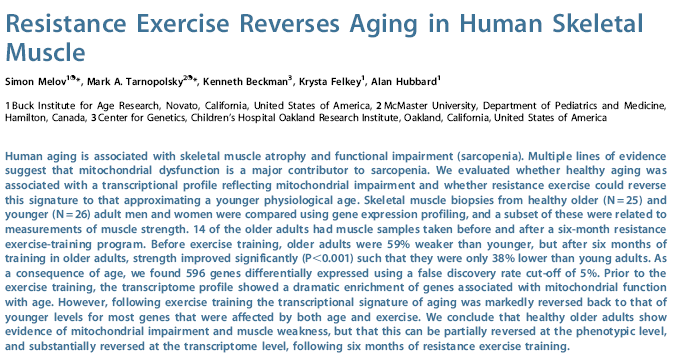 Resistance Exercise Reverses Aging in Human Skeletal
Muscle
Simon Melov1*, Mark A. Tarnopolsky2*, Kenneth Beckman3, Krysta Felkey1, Alan Hubbard1
1 Buck Institute for Age Research, Novato, California, United States of America, 2 McMaster University, Department of Pediatrics and Medicine,
Hamilton, Canada, 3 Center for Genetics, Children's Hospital Oakland Research Institute, Oakland, California, United States of America
Human aging is associated with skeletal muscle atrophy and functional impairment (sarcopenia). Multiple lines of evidence
suggest that mitochondrial dysfunction is a major contributor to sarcopenia. We evaluated whether healthy aging was
associated with a transcriptional profile reflecting mitochondrial impairment and whether resistance exercise could reverse
this signature to that approximating a younger physiological age. Skeletal muscle biopsies from healthy older (N = 25) and
younger (N = 26) adult men and women were compared using gene expression profiling, and a subset of these were related to
measurements of muscle strength. 14 of the older adults had muscle samples taken before and after a six-month resistance
exercise-training program. Before exercise training, older adults were 59% weaker than younger, but after six months of
training in older adults, strength improved significantly (P<0.001) such that they were only 38% lower than young adults. As
a consequence of age, we found 596 genes differentially expressed using a false discovery rate cut-off of 5%. Prior to the
exercise training, the transcriptome profile showed a dramatic enrichment of genes associated with mitochondrial function
with age. However, following exercise training the transcriptional signature of aging was markedly reversed back to that of
younger levels for most genes that were affected by both age and exercise. We conclude that healthy older adults show
evidence of mitochondrial impairment and muscle weakness, but that this can be partially reversed at the phenotypic level,
and substantially reversed at the transcriptome level, following six months of resistance exercise training.